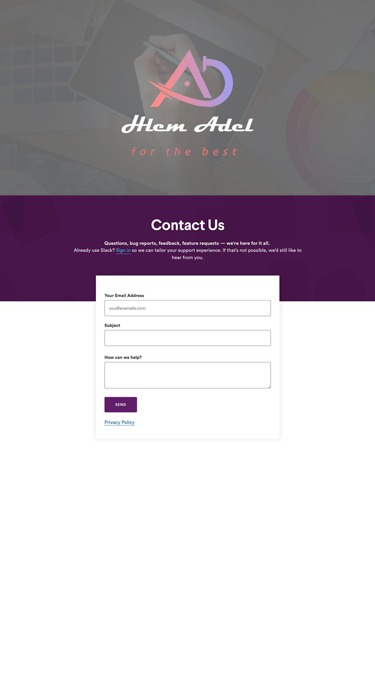 Hlem Adel
for the best
Contact Us
Questions, bug reports, feedback, feature requests — we're here for it all.
Already use Slack? Sign in so we can tailor your support experience. If that's not possible, we'd still like to
hear from you.
Your Email Address
you@example.com
Subject
How can we help?
SEND
Privacy Policy